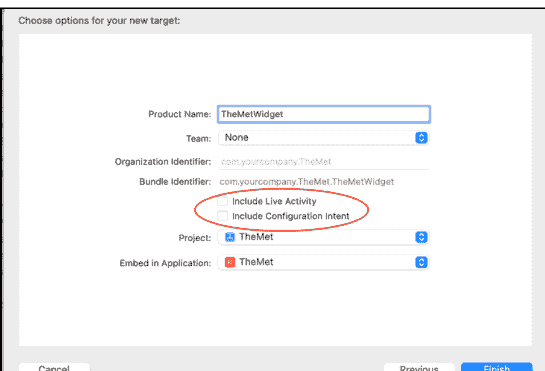 Choose options for your new target:
Product Name: TheMetWidget
Team: None
Organization Identifier: com.yourcompany.TheMet
Bundle Identifier: com.yourcompany.TheMet.TheMetWidget
Include Live Activity
Include Configuration Intent
Project: TheMet
Embed in Application: TheMet
Cancel Previous Finish